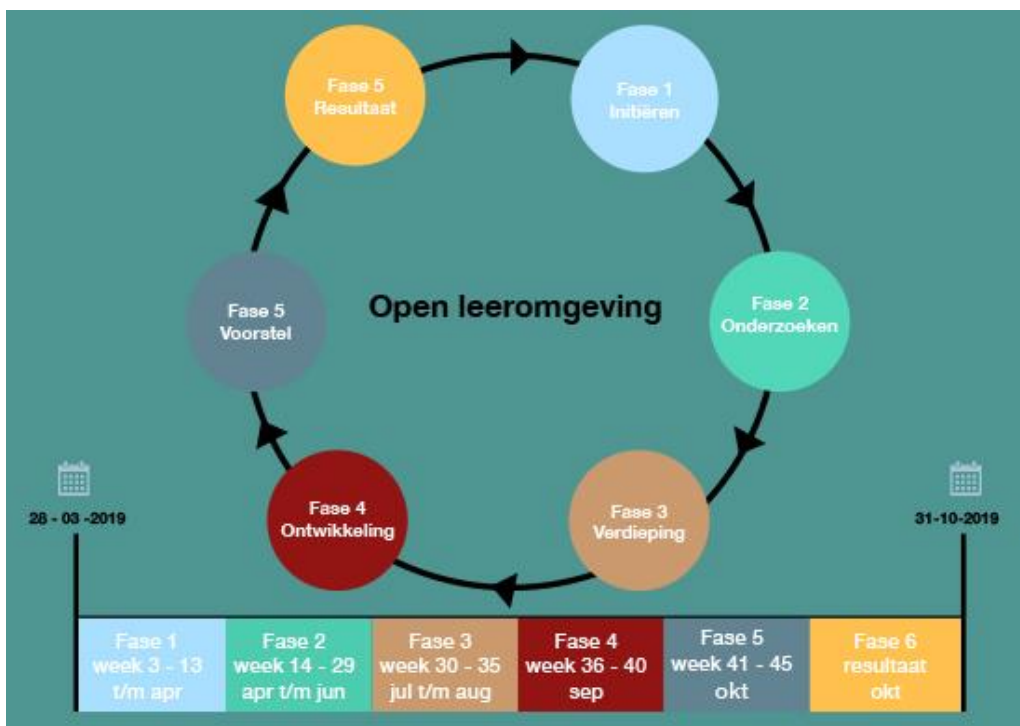 Fase 5
Resultaat
Fase 1
Initiëren
Fase 5
Voorstel
Open leeromgeving
Fase 2
Onderzoeken
Fase 4
Ontwikkeling
Fase 3
Verdieping
28 - 03 -2019
31-10-2019
Fase 1
week 3 - 13
t/m apr
Fase 2
week 14 - 29
apr t/m jun
Fase 3
week 30 - 35
jul t/m aug
Fase 4
week 36 - 40
sep
Fase 5
week 41 - 45
okt
Fase 6
resultaat
okt